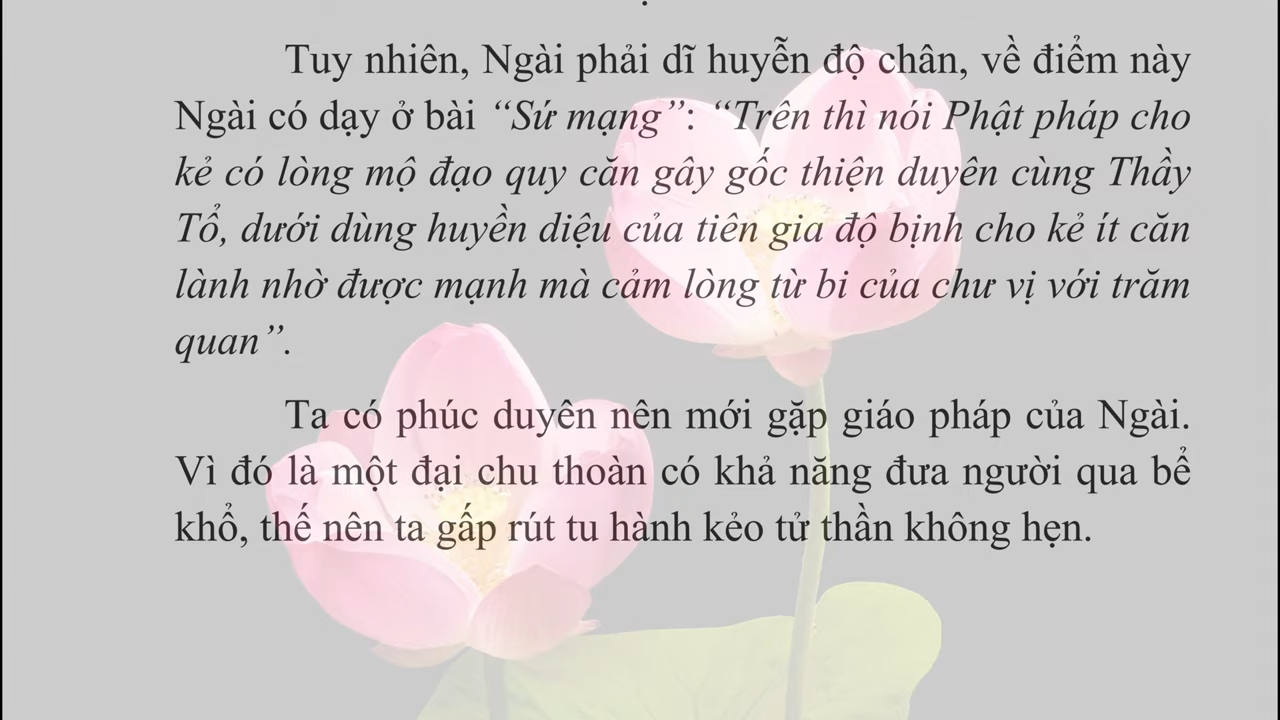 Tuy nhiên, Ngài phải dĩ huyễn độ chân, về điểm này
Ngài có dạy ở bài “Sứ mạng”: “Trên thì nói Phật pháp cho
kẻ có lòng mộ đạo quy căn gây gốc thiện duyên cùng Thầy
Tổ, dưới dùng huyền diệu của tiên gia độ bịnh cho kẻ ít căn
lành nhờ được mạnh mà cảm lòng từ bi của chư vị với trăm
quan”.
Ta có phúc duyên nên mới gặp giáo pháp của Ngài.
Vì đó là một đại chu thoàn có khả năng đưa người qua bể
khổ, thế nên ta gấp rút tu hành kẻo tử thần không hẹn.